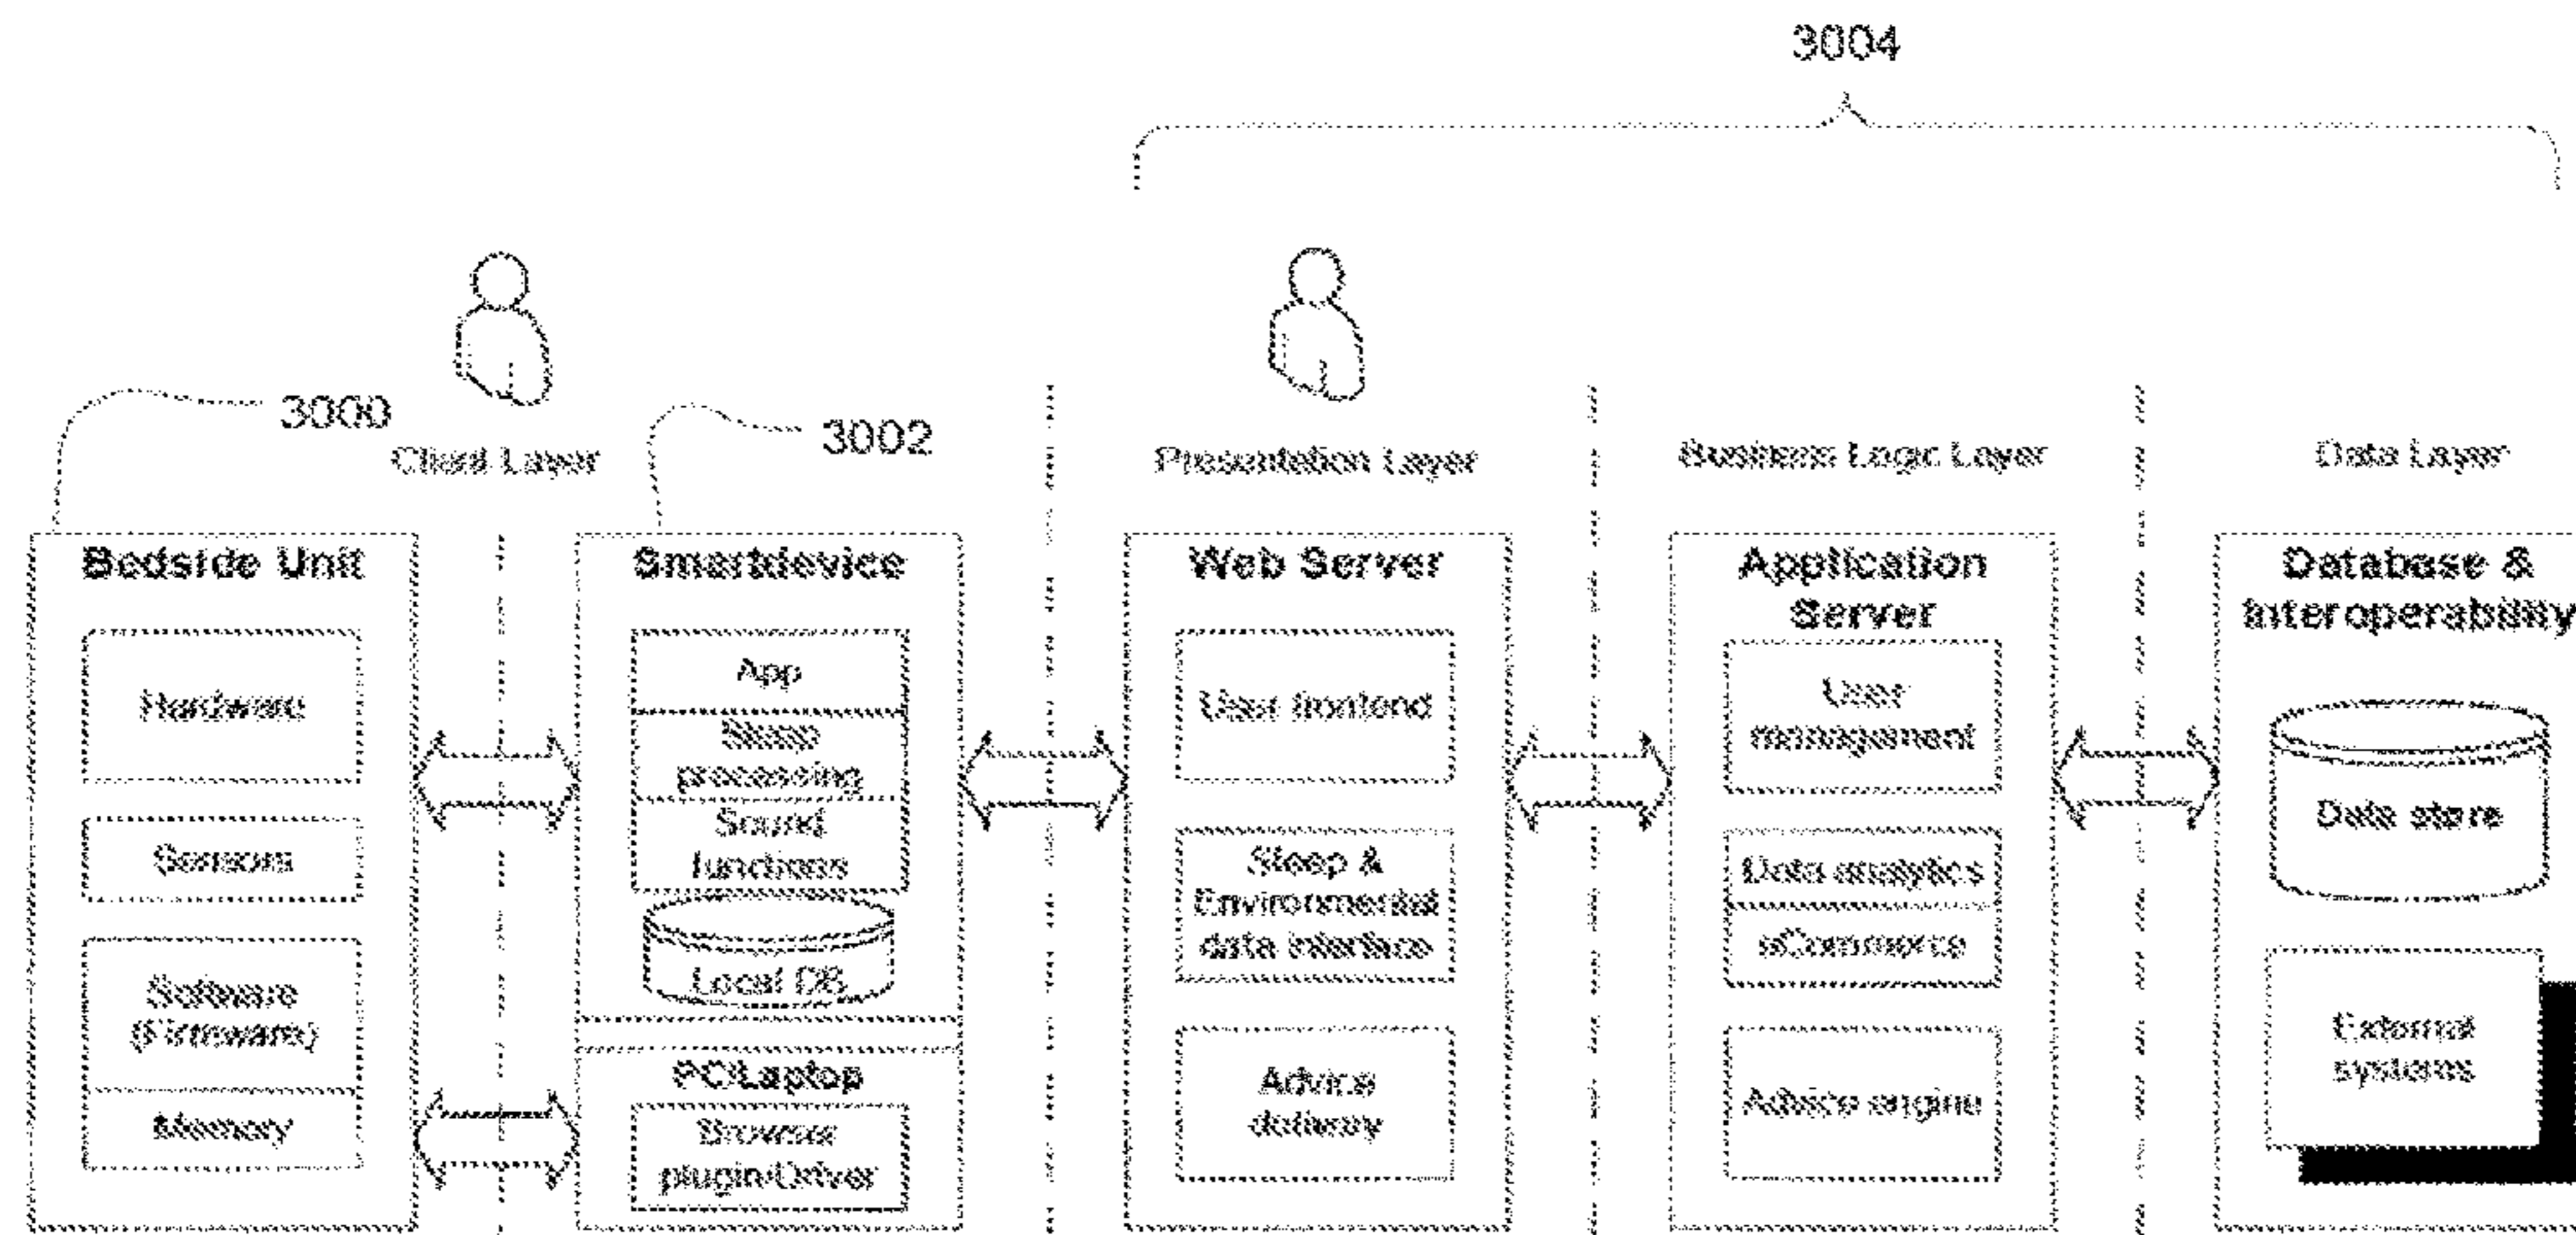 3004
3000
3002
Client Layer
Presentation Layer
Business Logic Layer
Data Layer
Bedside Unit
Hardware
Sensors
Software
(Firmware)
Memory
Smartdevice
App
Sleep
processing
Sound
functions
Local DB
PC/Laptop
Browser
plugin/Driver
Web Server
User frontend
Sleep &
Environmental
data interface
Advice
delivery
Application
Server
User
management
Data analytics
eCommerce
Advice engine
Database &
Interoperability
Data store
External
systems